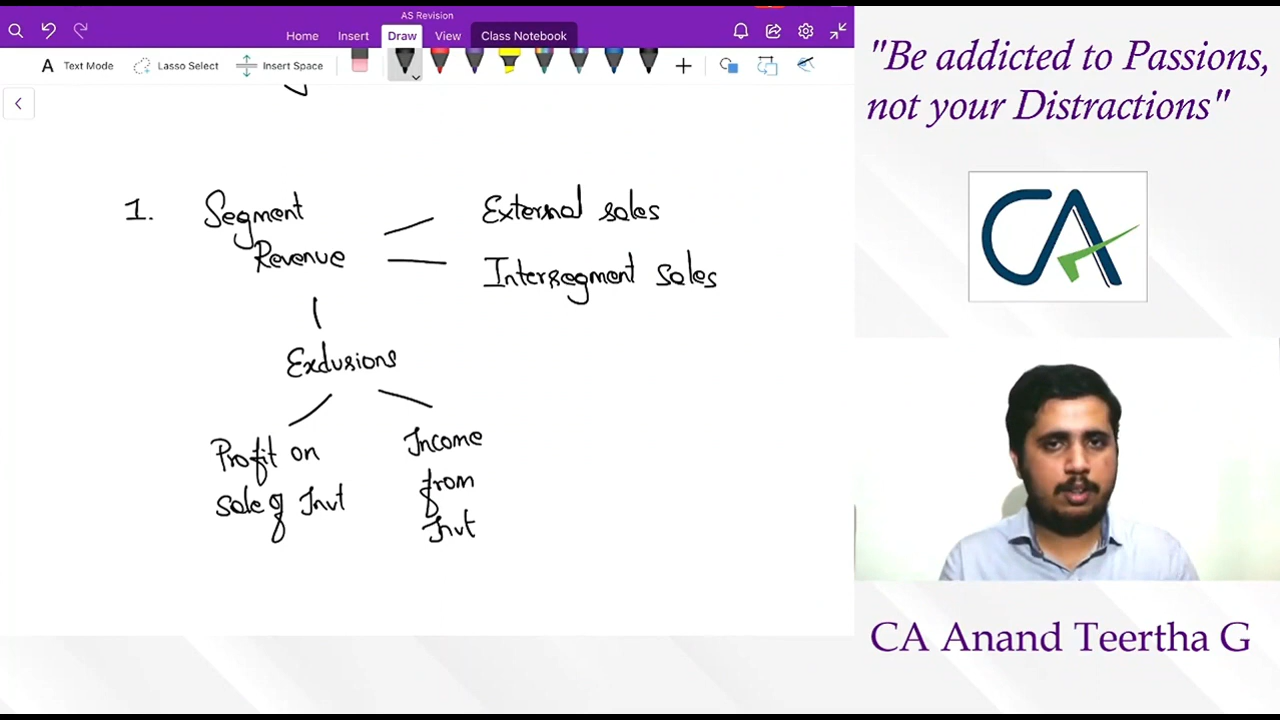 AS Revision
Home Insert Draw View Class Notebook
Text Mode Lasso Select Insert Space
1. Segment Revenue
External sales
Intersegment sales
Exclusions
Profit on
sale of Invt
Income
from
Invt
"Be addicted to Passions,
not your Distractions"
CA
CA Anand Teertha G